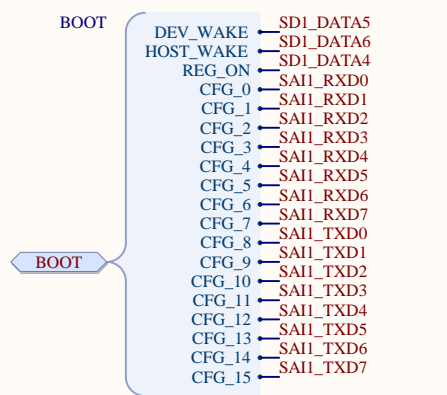 BOOT
DEV_WAKE SD1_DATA5
HOST_WAKE SD1_DATA6
REG_ON SD1_DATA4
CFG_0 SAI1_RXD0
CFG_1 SAI1_RXD1
CFG_2 SAI1_RXD2
CFG_3 SAI1_RXD3
CFG_4 SAI1_RXD4
CFG_5 SAI1_RXD5
CFG_6 SAI1_RXD6
CFG_7 SAI1_RXD7
CFG_8 SAI1_TXD0
CFG_9 SAI1_TXD1
BOOT
CFG_10 SAI1_TXD2
CFG_11 SAI1_TXD3
CFG_12 SAI1_TXD4
CFG_13 SAI1_TXD5
CFG_14 SAI1_TXD6
CFG_15 SAI1_TXD7